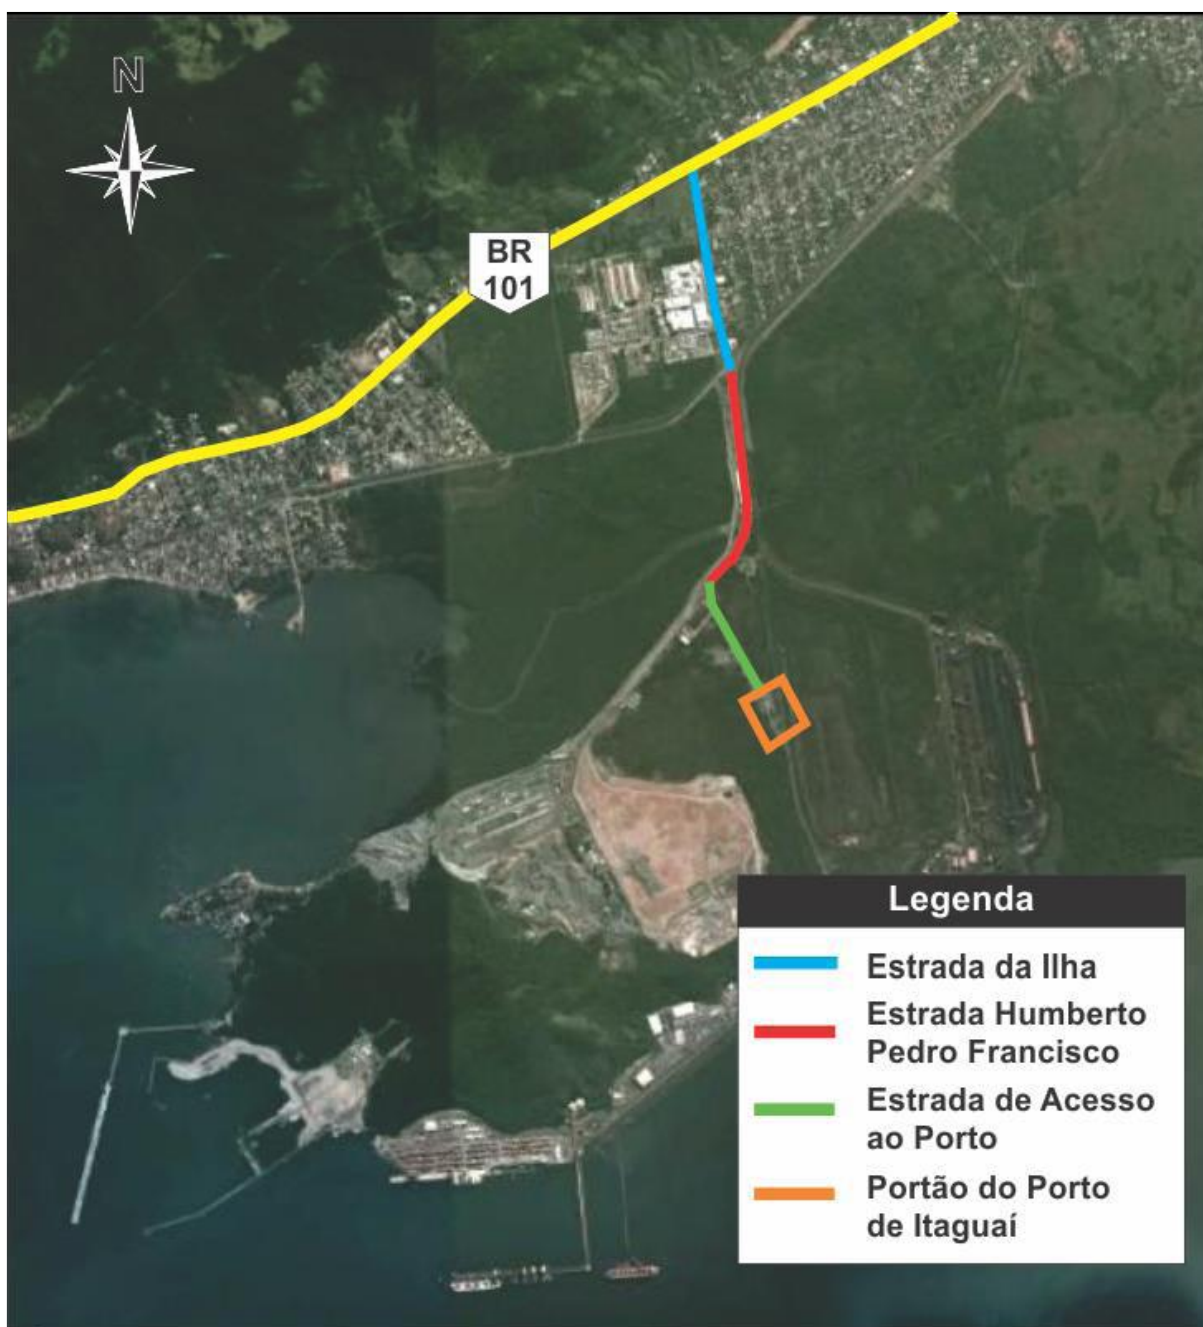 N
BR
101
Legenda
Estrada da Ilha
Estrada Humberto
Pedro Francisco
Estrada de Acesso
ao Porto
Portão do Porto
de Itaguaí